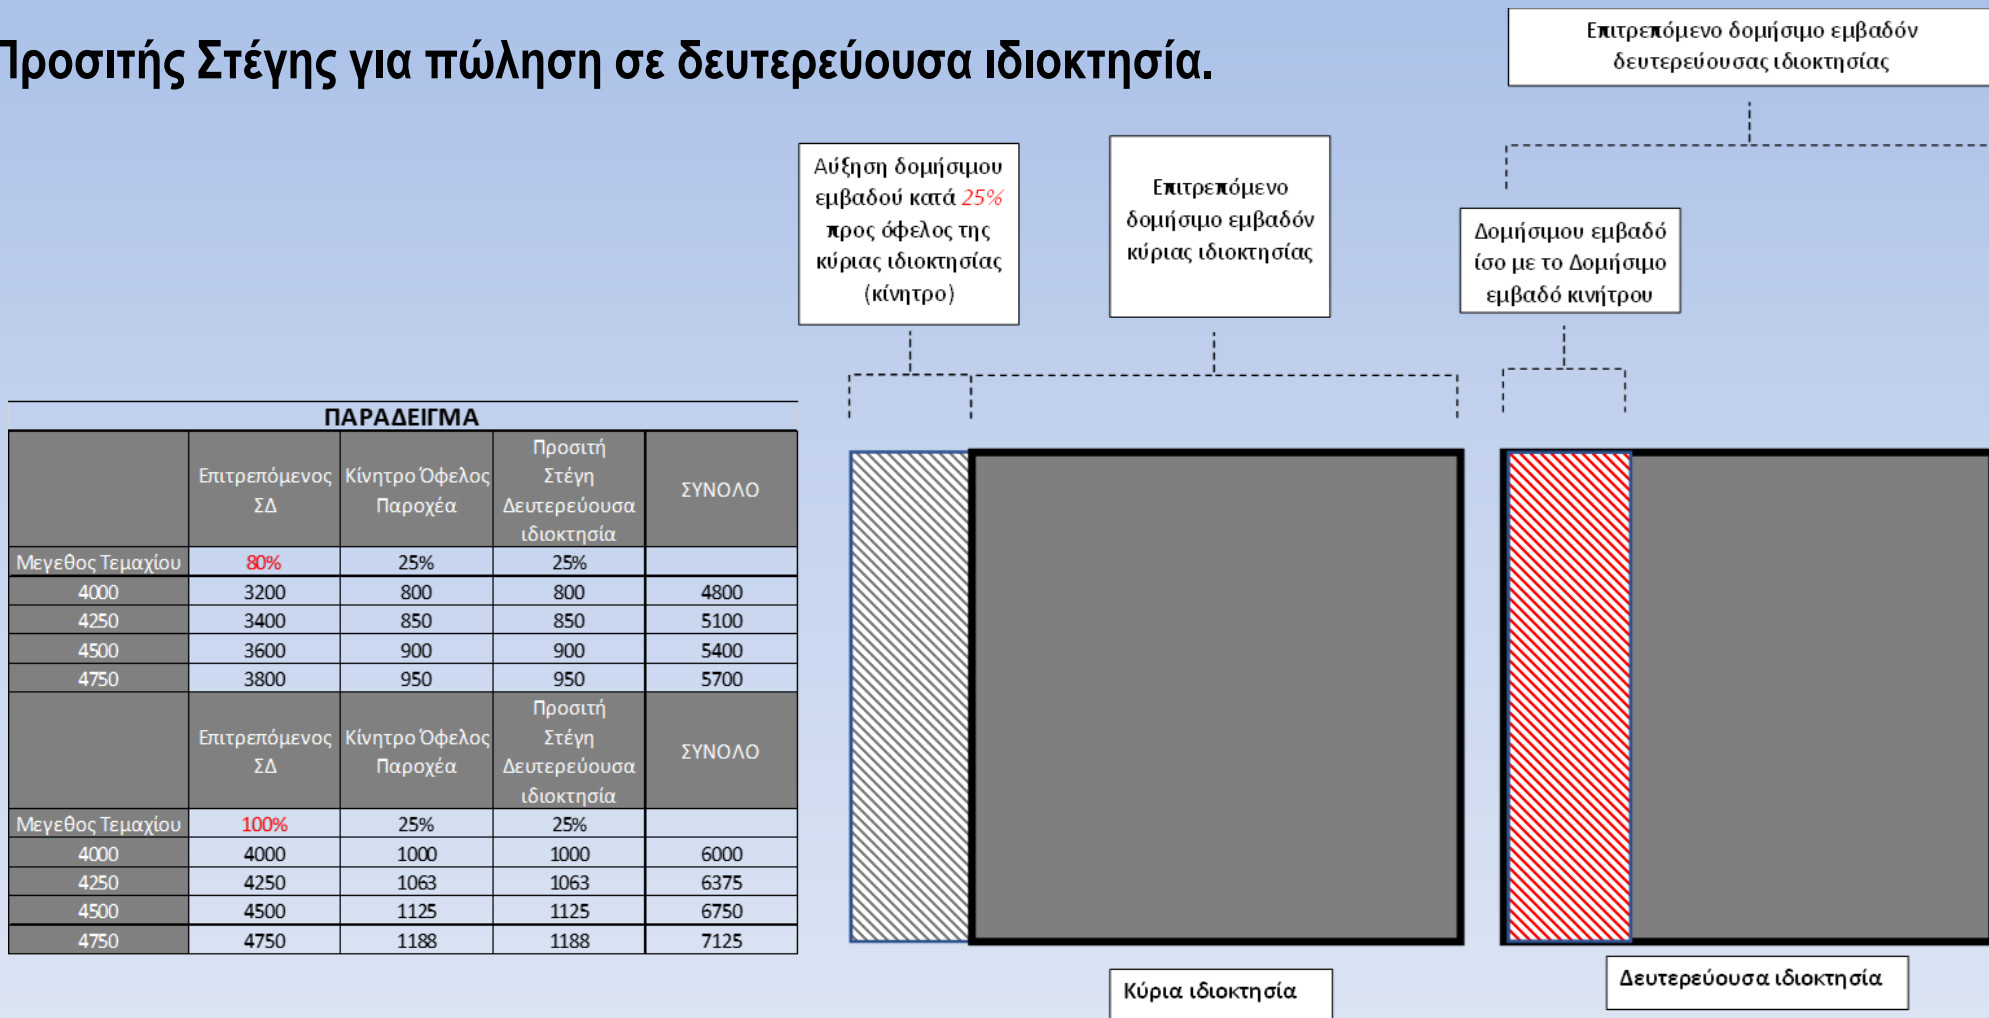 Προσιτής Στέγης για πώληση σε δευτερεύουσα ιδιοκτησία.
Επιτρεπόμενο δομήσιμο εμβαδόν
δευτερεύουσας ιδιοκτησίας
Αύξηση δομήσιμου
εμβαδού κατά 25%
προς όφελος της
κύριας ιδιοκτησίας
(κίνητρο)
Επιτρεπόμενο
δομήσιμο εμβαδόν
κύριας ιδιοκτησίας
Δομήσιμου εμβαδό
ίσο με το Δομήσιμο
εμβαδό κινήτρου
ΠΑΡΑΔΕΙΓΜΑ
Επιτρεπόμενος ΣΔ Κίνητρο Όφελος Παροχέα Προσιτή Στέγη Δευτερεύουσα ιδιοκτησία ΣΥΝΟΛΟ
Μεγεθος Τεμαχίου 80% 25% 25%
4000 3200 800 800 4800
4250 3400 850 850 5100
4500 3600 900 900 5400
4750 3800 950 950 5700
Επιτρεπόμενος ΣΔ Κίνητρο Όφελος Παροχέα Προσιτή Στέγη Δευτερεύουσα ιδιοκτησία ΣΥΝΟΛΟ
Μεγεθος Τεμαχίου 100% 25% 25%
4000 4000 1000 1000 6000
4250 4250 1063 1063 6375
4500 4500 1125 1125 6750
4750 4750 1188 1188 7125
Κύρια ιδιοκτησία
Δευτερεύουσα ιδιοκτησία